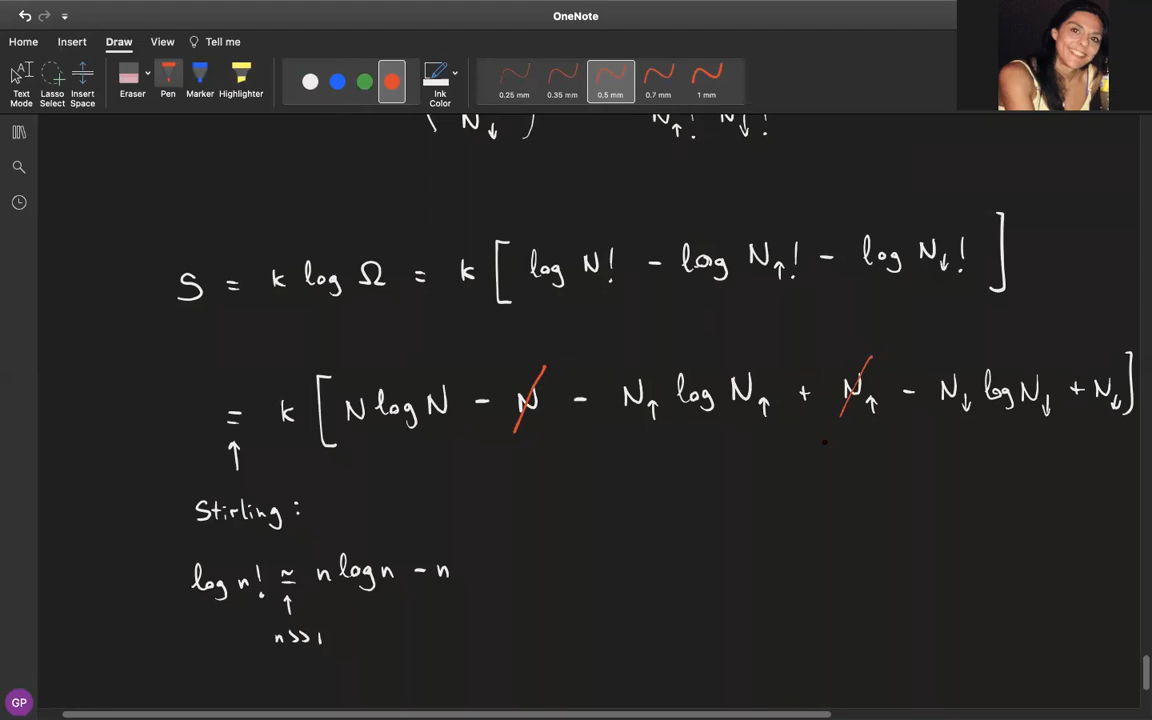 OneNote
Home Insert Draw View Tell me
Text Mode Lasso Select Insert Space Eraser Pen Marker Highlighter Ink Color 0.25 mm 0.35 mm 0.5 mm 0.7 mm 1 mm
( N↓ ) N↑! N↓!
S = k log Ω = k [ log N! - log N↑! - log N↓! ]
= k [ N log N - N - N↑ log N↑ + N↑ - N↓ log N↓ + N↓ ]
↑
Stirling:
log n! ≃ n log n - n
↑
n>>1
GP